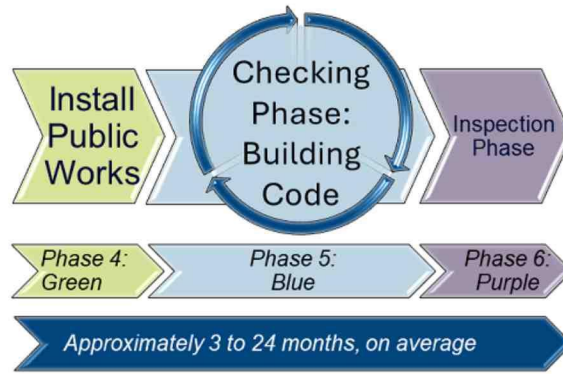 Install
Public
Works
Checking
Phase:
Building
Code
Inspection
Phase
Phase 4:
Green
Phase 5:
Blue
Phase 6:
Purple
Approximately 3 to 24 months, on average